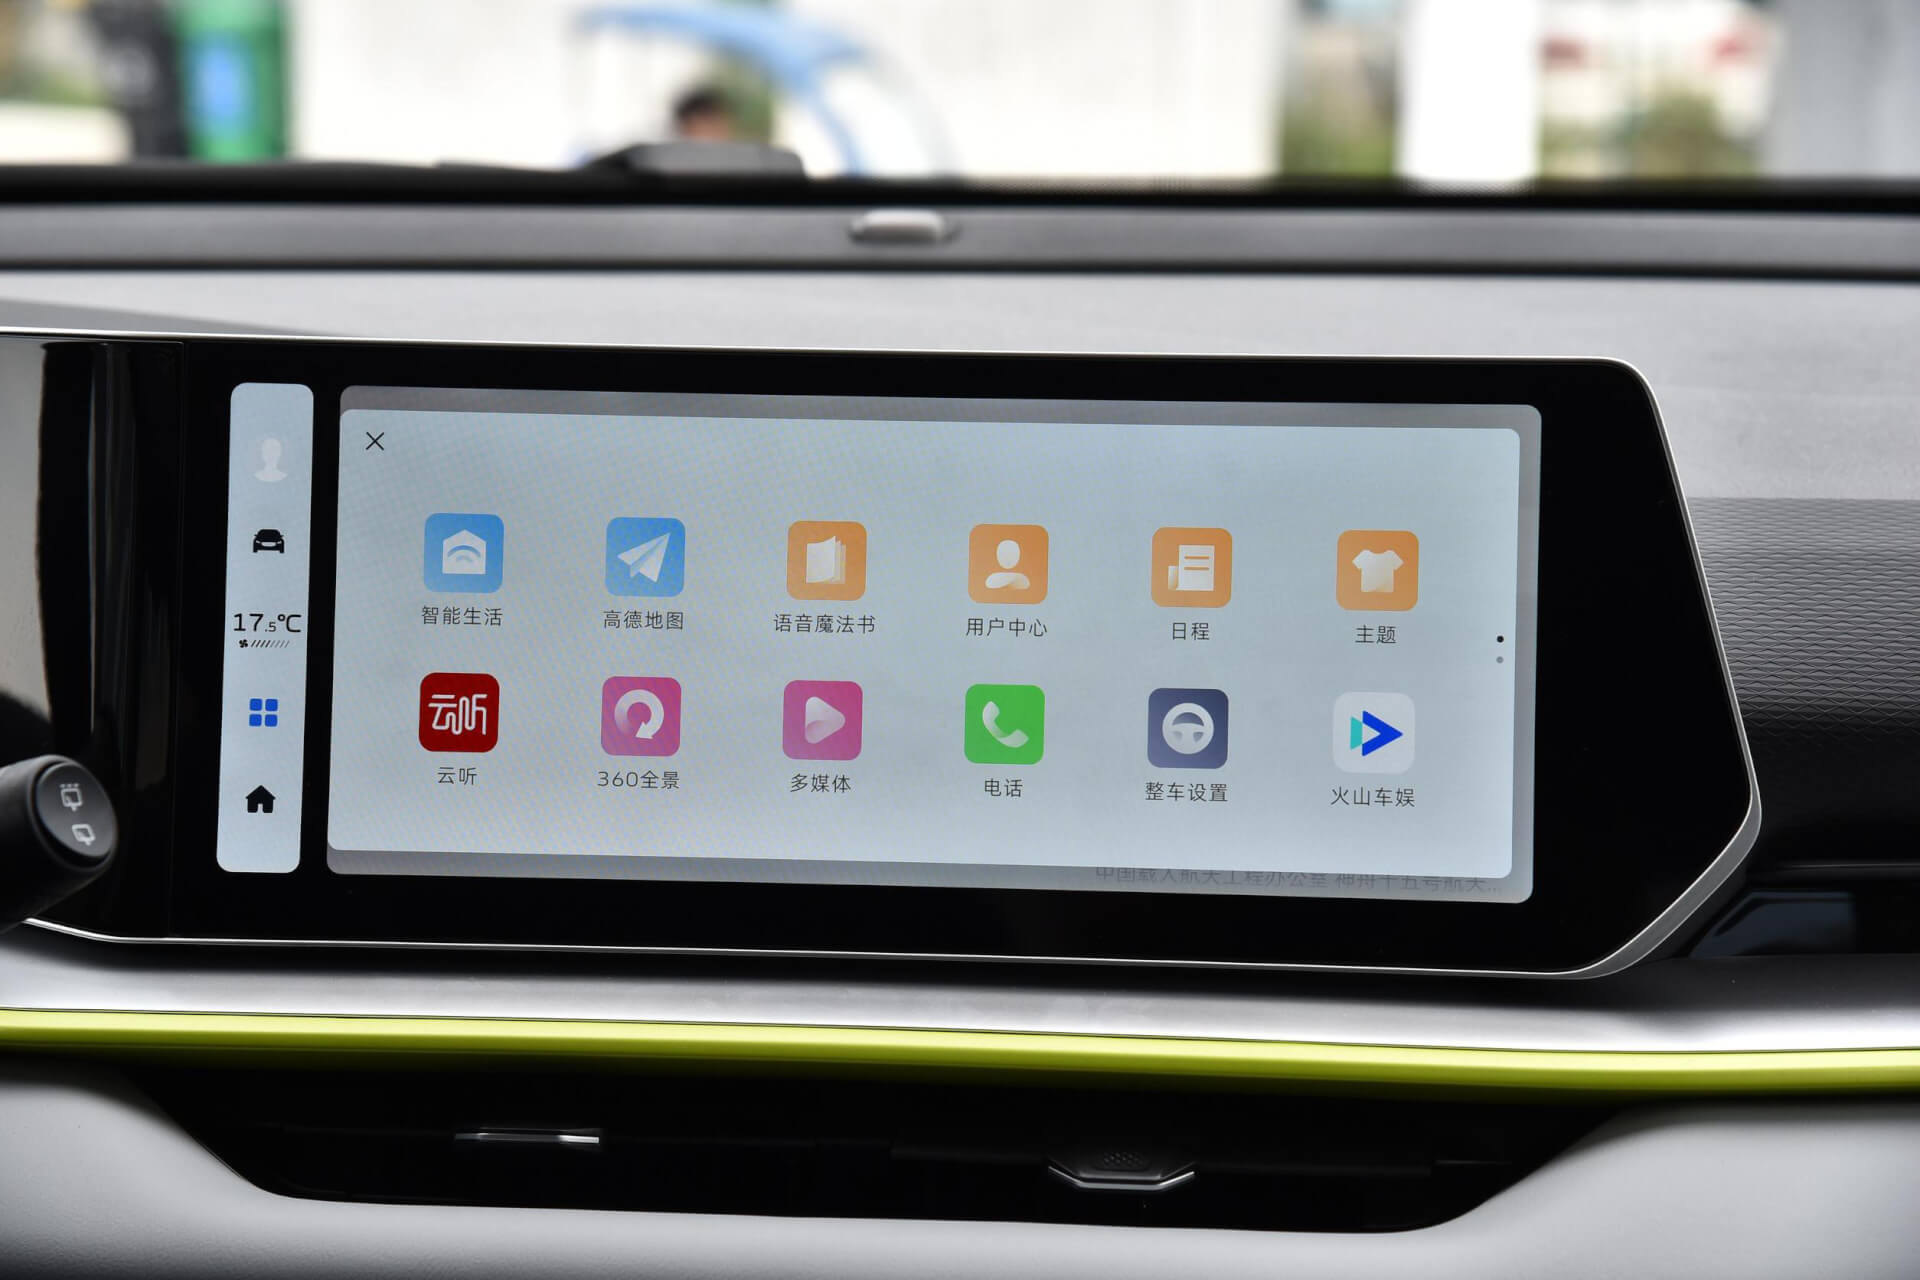 17.5°C
智能生活
高德地图
语音魔法书
用户中心
日程
主题
云听
云听
360全景
多媒体
电话
整车设置
火山车娱
中国载人航天工程办公室 神舟十五号航天...